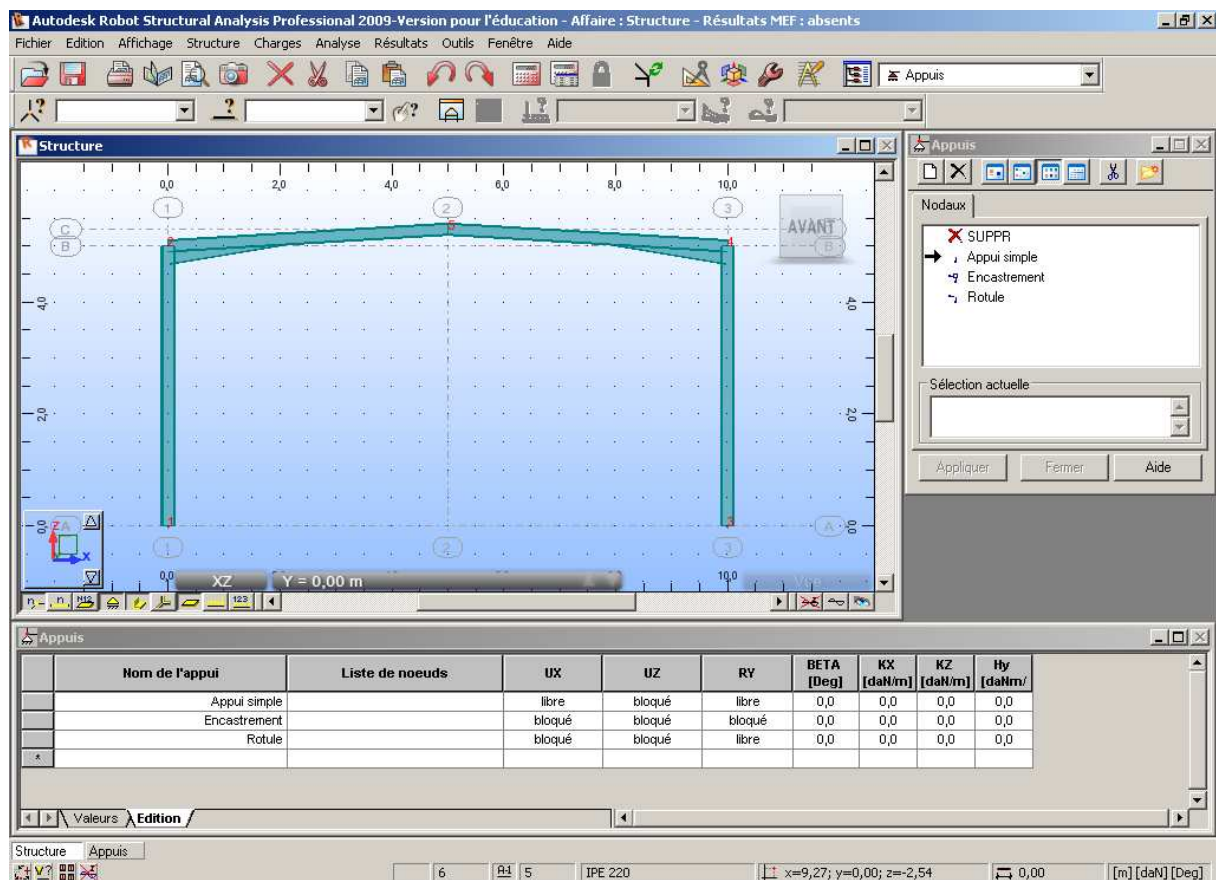 Autodesk Robot Structural Analysis Professional 2009-Version pour l'éducation - Affaire : Structure - Résultats MEF : absents
Fichier Edition Affichage Structure Charges Analyse Résultats Outils Fenêtre Aide
Appuis
Structure
0,0 2,0 4,0 6,0 8,0 10,0
1 2 3
C
B
2 5 4
AVANT
B
4,0 4,0
2,0 2,0
0,0 A 1 3 A 0,0
Z
X
1 2 3
0,0 10,0
XZ Y = 0,00 m Vue
123
Appuis
Nodaux
SUPPR
Appui simple
Encastrement
Rotule
Sélection actuelle
Appliquer Fermer Aide
Appuis
Nom de l'appui Liste de noeuds UX UZ RY BETA [Deg] KX [daN/m] KZ [daN/m] Hy [daNm/
Appui simple libre bloqué libre 0,0 0,0 0,0 0,0
Encastrement bloqué bloqué bloqué 0,0 0,0 0,0 0,0
Rotule bloqué bloqué libre 0,0 0,0 0,0 0,0
*
Valeurs Edition
Structure Appuis
6 5 IPE 220 x=9,27; y=0,00; z=-2,54 0,00 [m] [daN] [Deg]